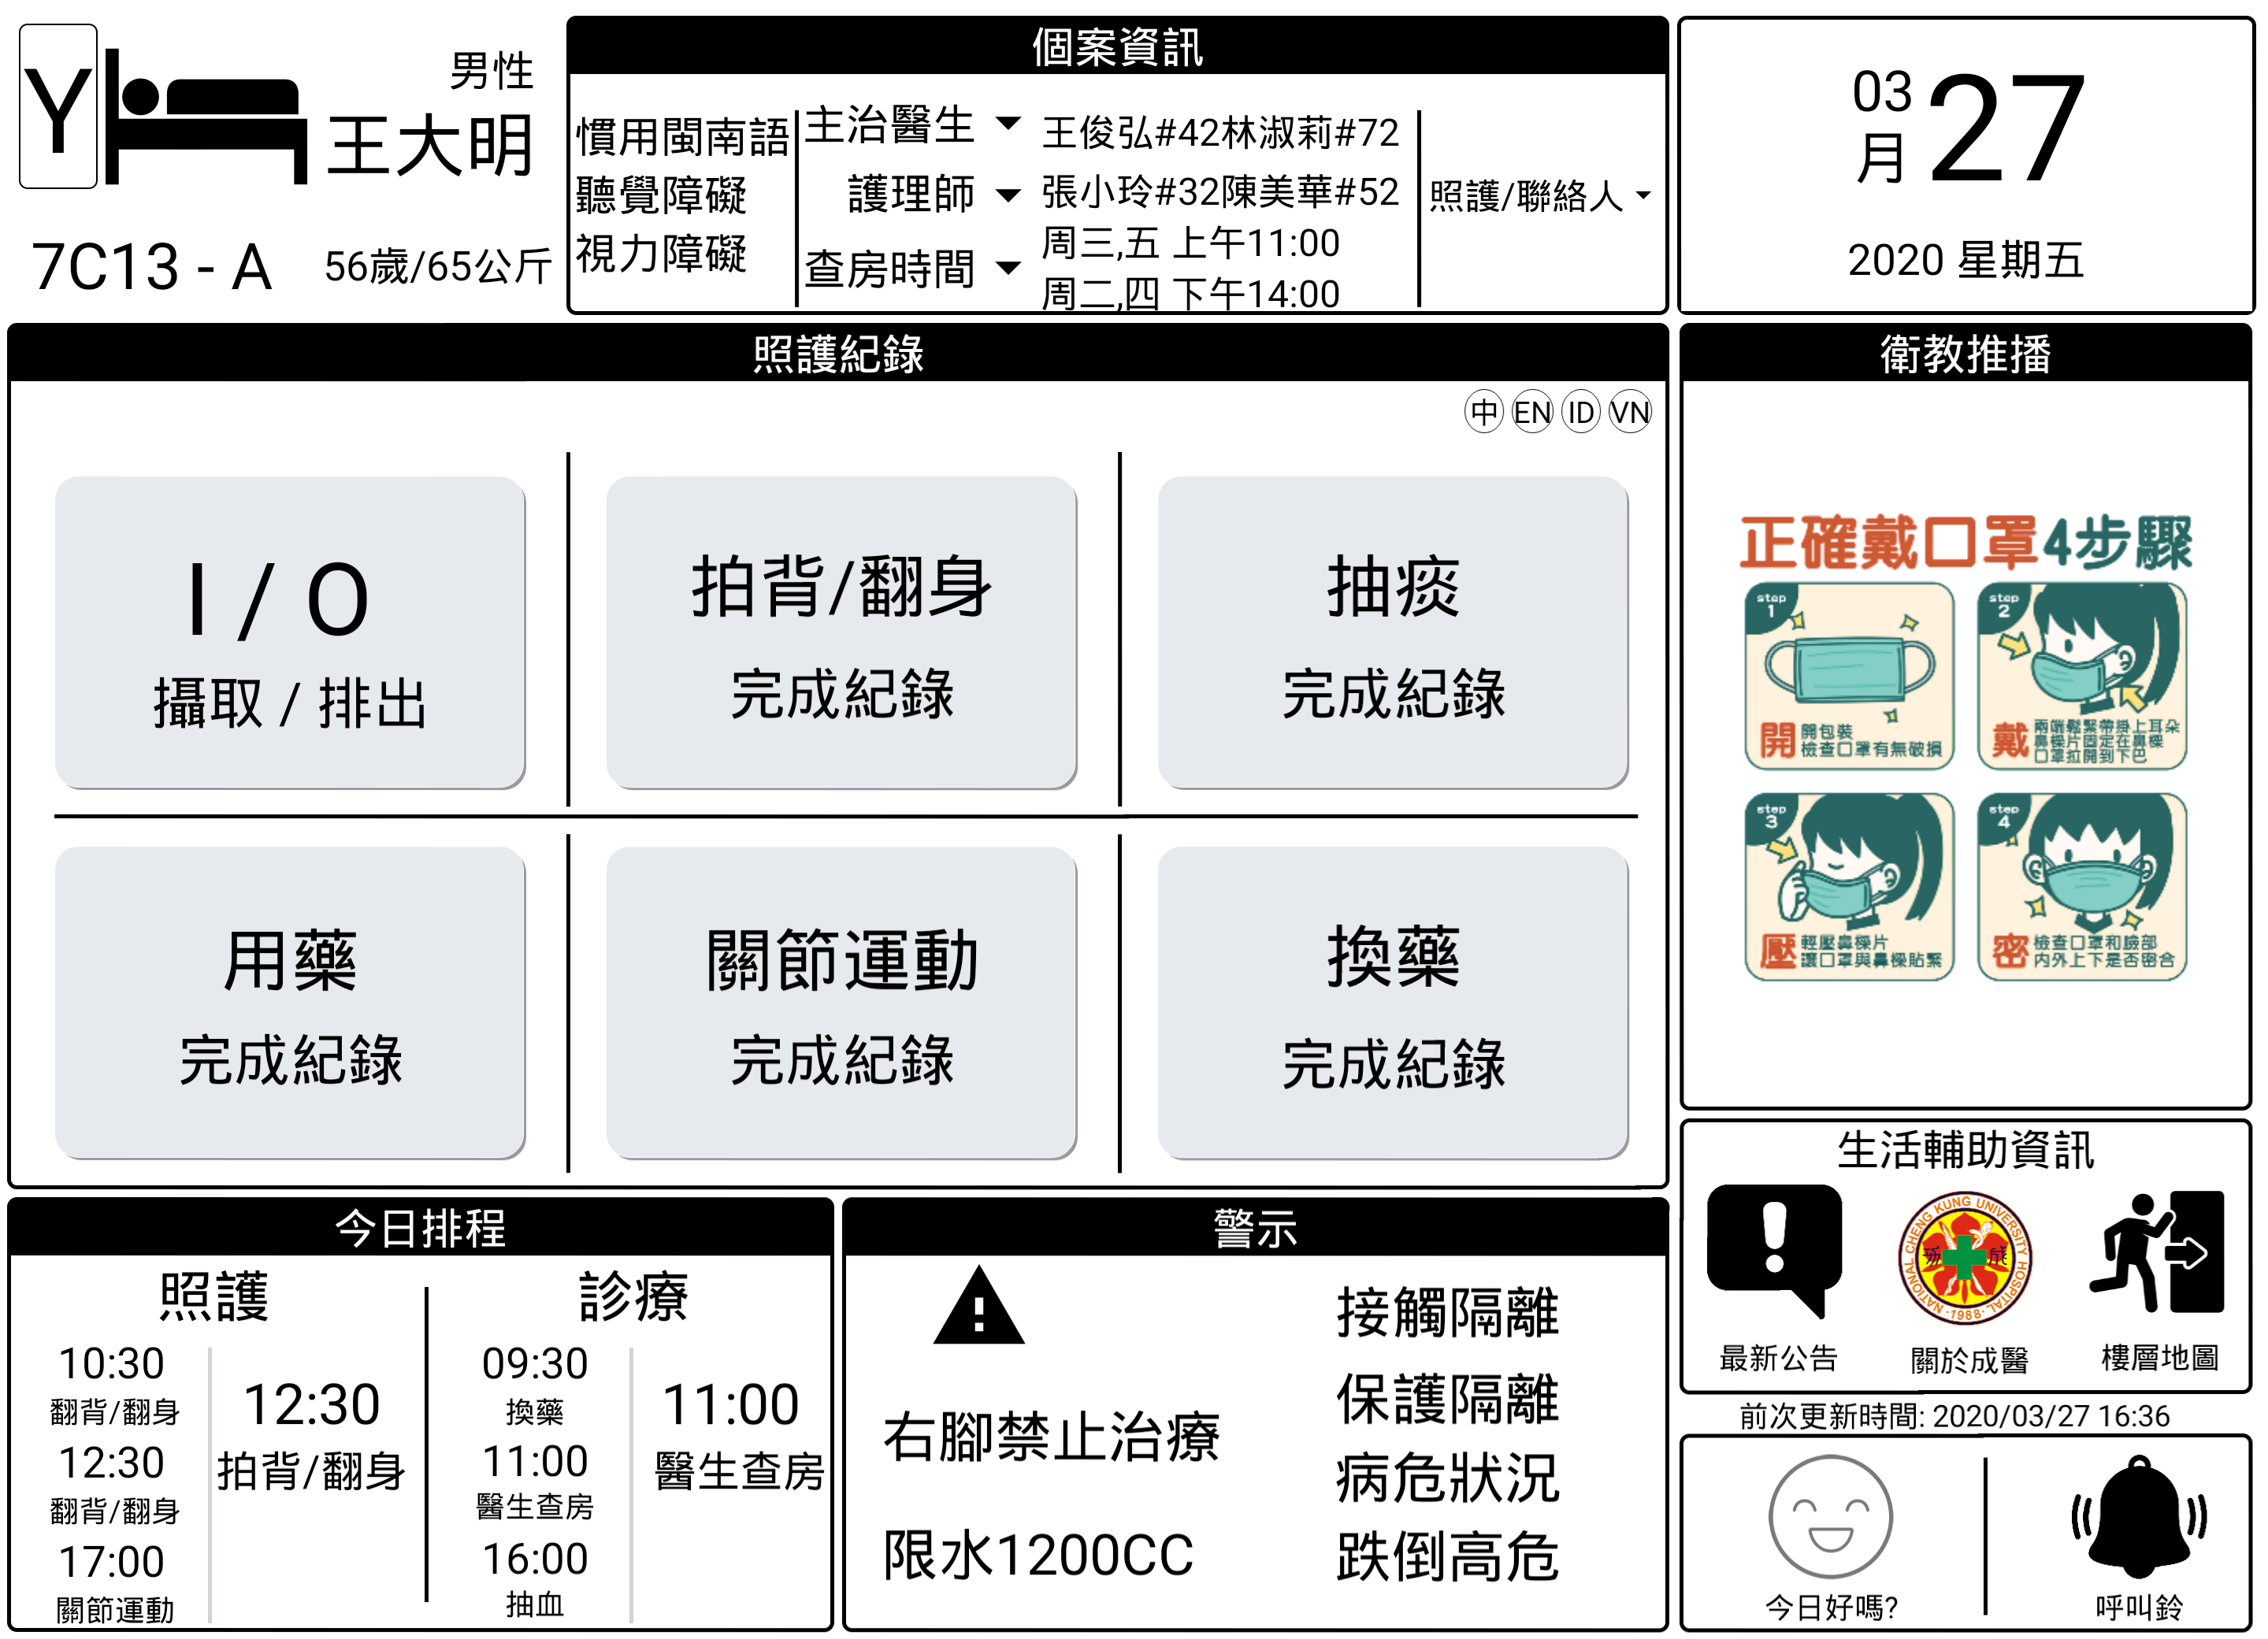 Y
男性
王大明
7C13 - A
56歲/65公斤
個案資訊
慣用閩南語
聽覺障礙
視力障礙
主治醫生
王俊弘#42林淑莉#72
護理師
張小玲#32陳美華#52
查房時間
周三,五 上午11:00
周二,四 下午14:00
照護/聯絡人
03
月
27
2020 星期五
照護紀錄
中 EN ID VN
I / O
攝取 / 排出
拍背/翻身
完成紀錄
抽痰
完成紀錄
用藥
完成紀錄
關節運動
完成紀錄
換藥
完成紀錄
衛教推播
正確戴口罩4步驟
step
1
開
開包裝
檢查口罩有無破損
step
2
戴
兩端鬆緊帶掛上耳朵
鼻樑片固定在鼻樑
口罩拉開到下巴
step
3
壓
輕壓鼻樑片
讓口罩與鼻樑貼緊
step
4
密
檢查口罩和臉部
內外上下是否密合
今日排程
照護
10:30
翻背/翻身
12:30
翻背/翻身
17:00
關節運動
12:30
拍背/翻身
診療
09:30
換藥
11:00
醫生查房
16:00
抽血
11:00
醫生查房
警示
右腳禁止治療
限水1200CC
接觸隔離
保護隔離
病危狀況
跌倒高危
生活輔助資訊
最新公告
NATIONAL CHENG KUNG UNIVERSITY HOSPITAL
·1988·
關於成醫
樓層地圖
前次更新時間: 2020/03/27 16:36
今日好嗎?
呼叫鈴